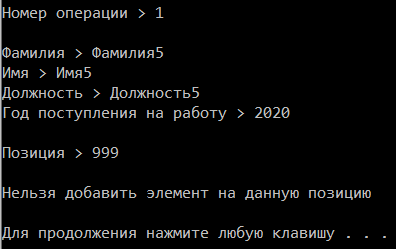 Номер операции > 1
Фамилия > Фамилия5
Имя > Имя5
Должность > Должность5
Год поступления на работу > 2020
Позиция > 999
Нельзя добавить элемент на данную позицию
Для продолжения нажмите любую клавишу . . .